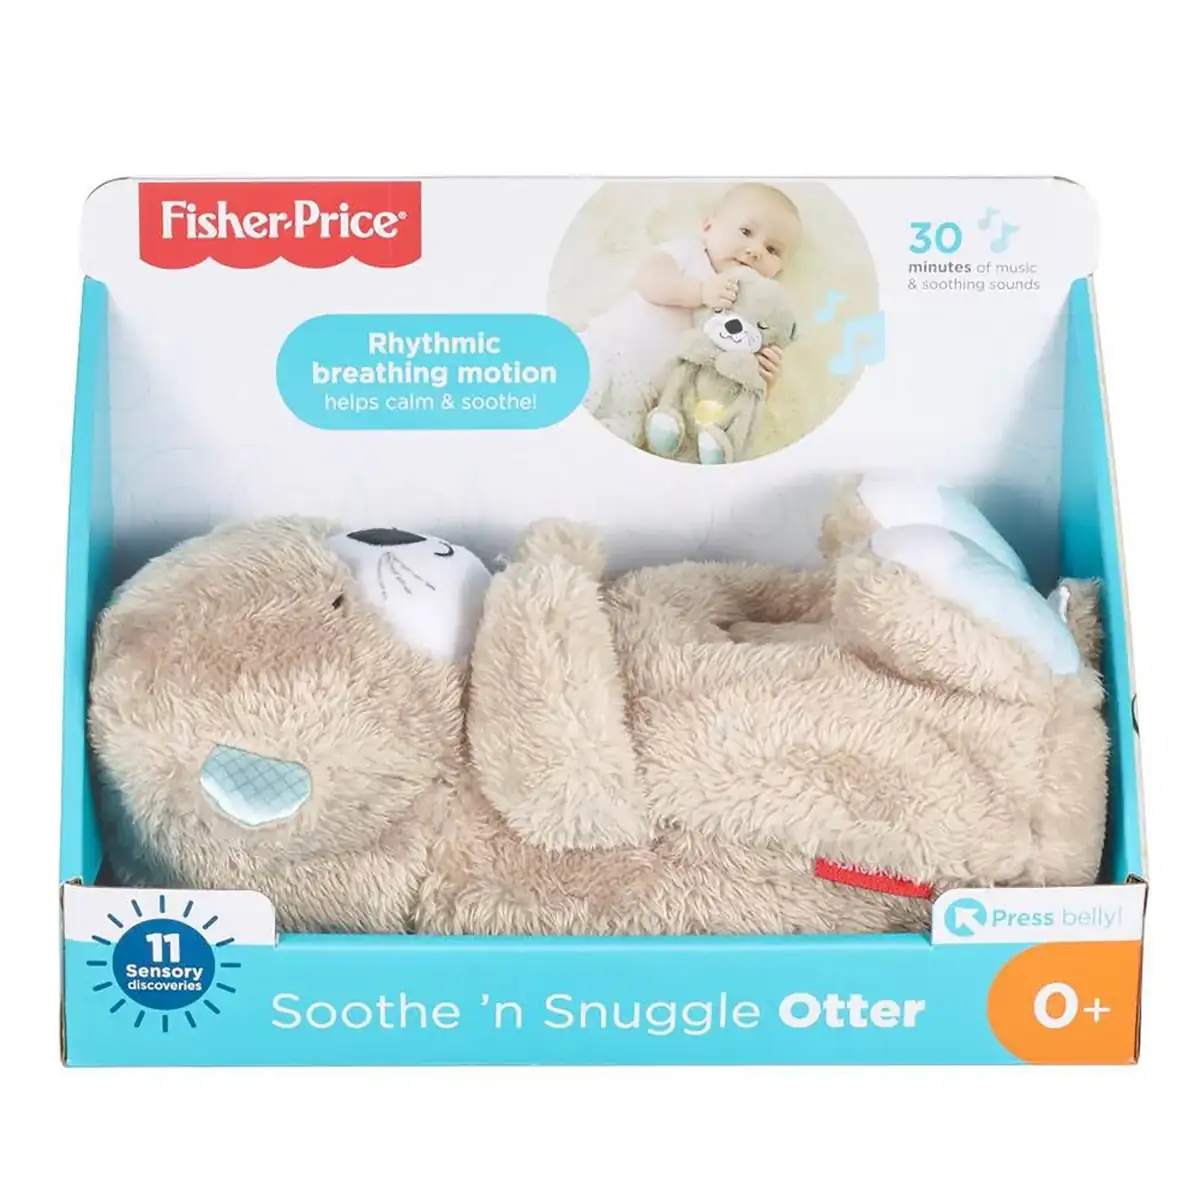 Fisher-Price®
Rhythmic
breathing motion
helps calm & soothe!
30
minutes of music
& soothing sounds
11
Sensory
discoveries
Soothe 'n Snuggle Otter
Press belly!
0+